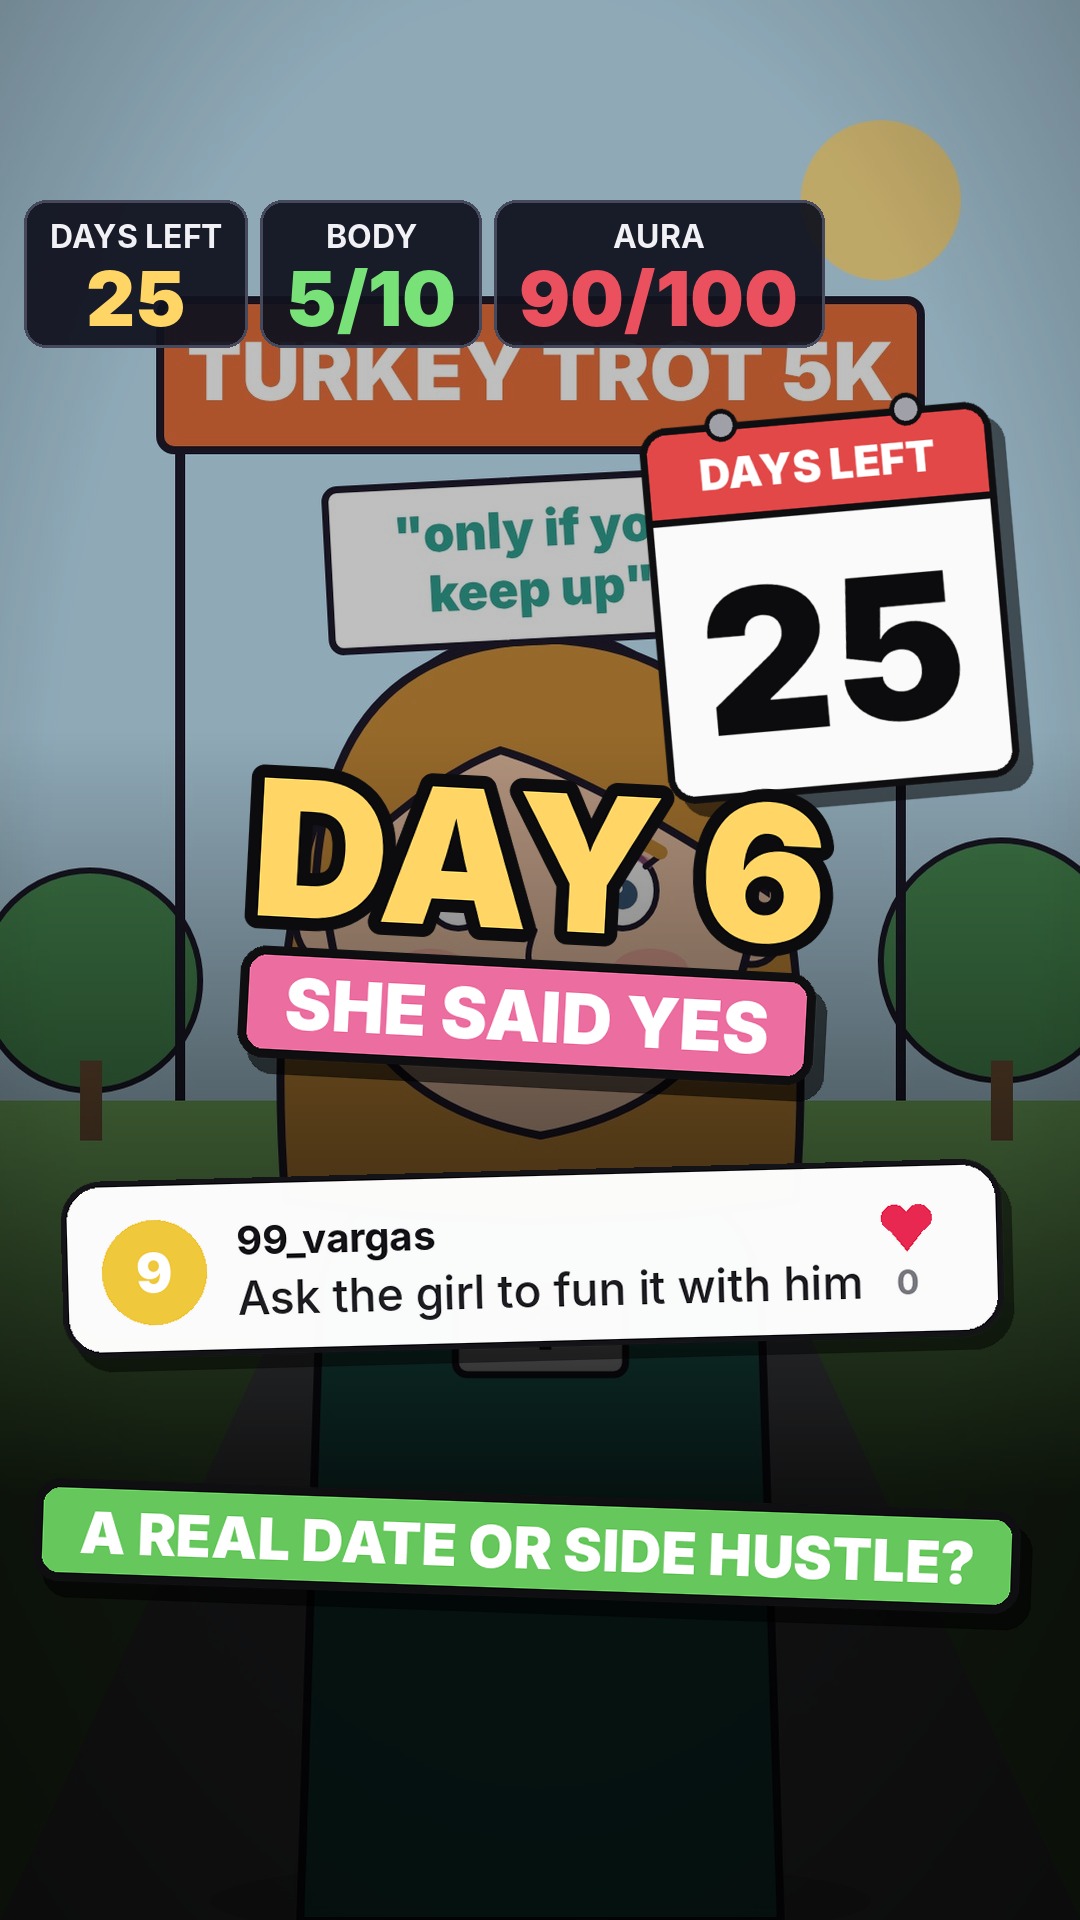 DAYS LEFT
25
BODY
5/10
AURA
90/100
TURKEY TROT 5K
DAYS LEFT
25
"only if yo
keep up"
DAY 6
SHE SAID YES
9
99_vargas
Ask the girl to fun it with him
0
A REAL DATE OR SIDE HUSTLE?